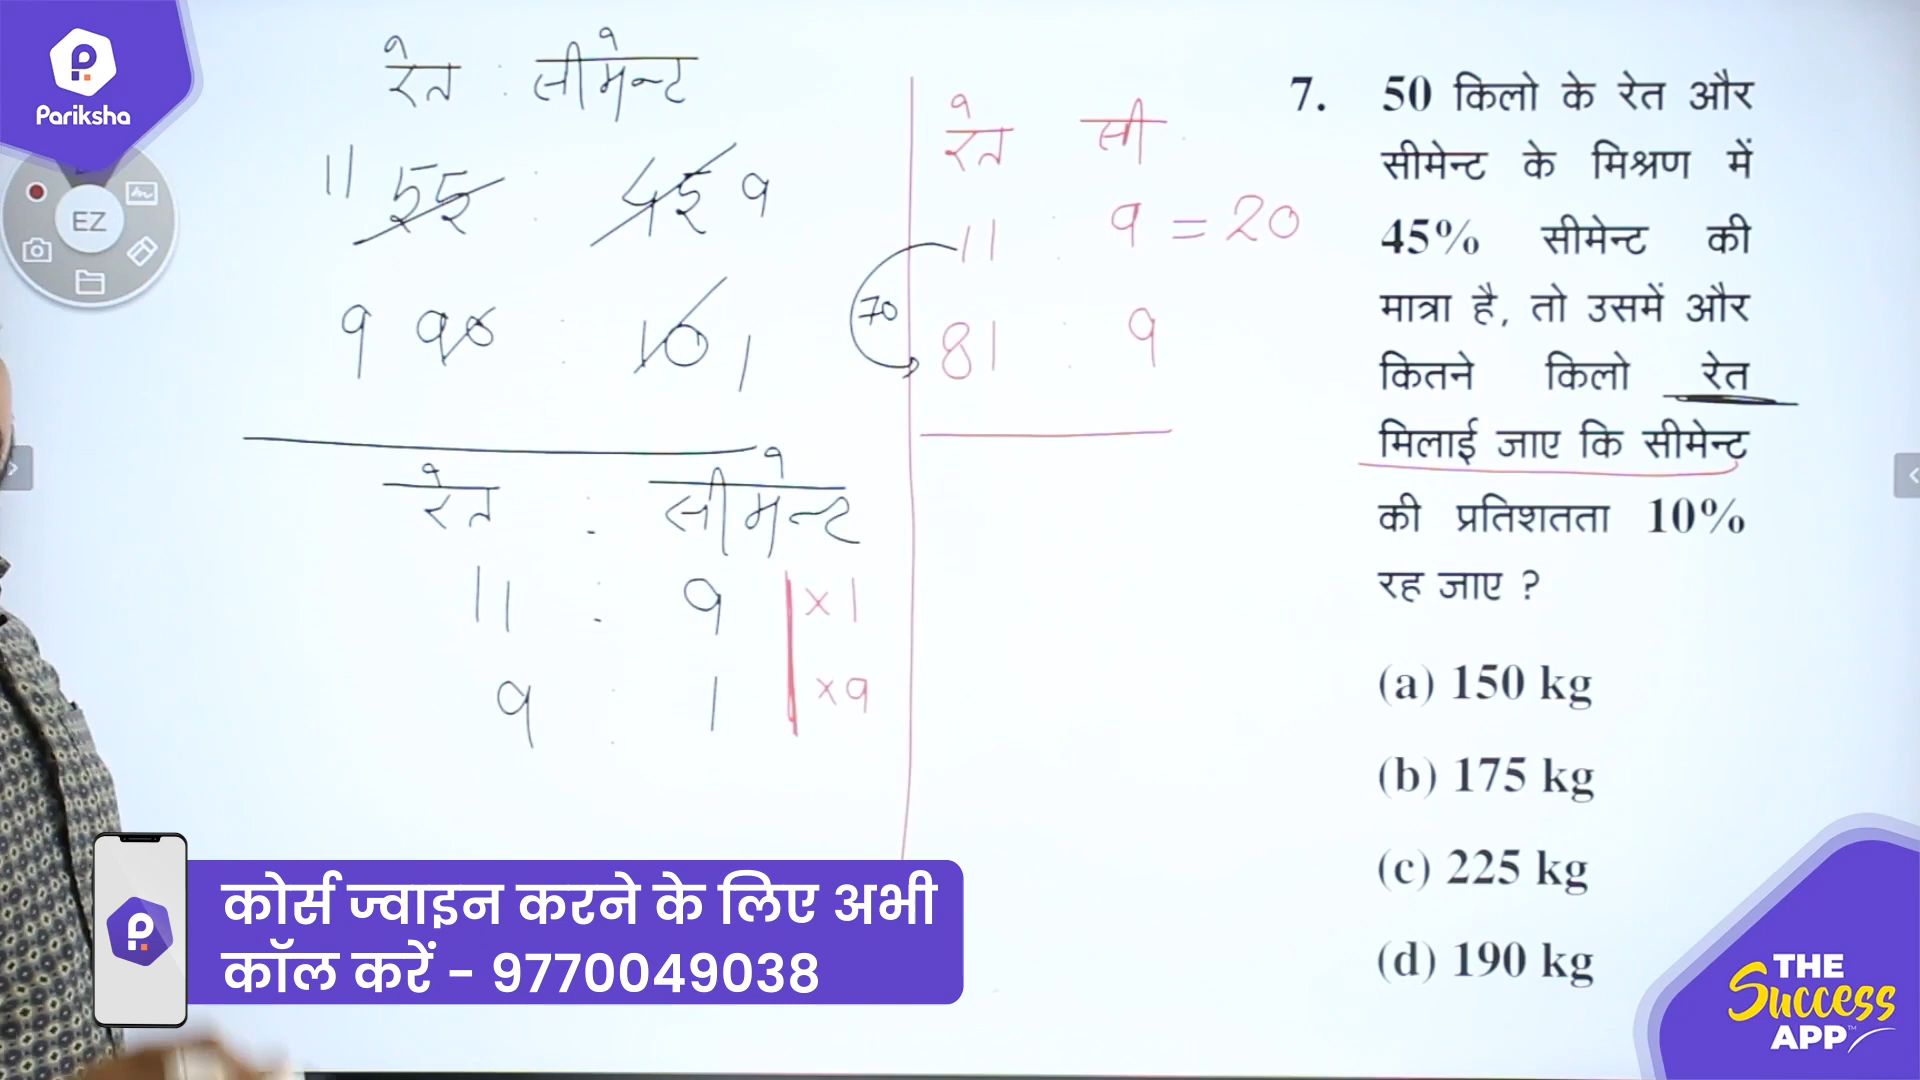 Pariksha
EZ
रेत : सीमेन्ट
11 55 : 45 9
9 90 : 10 1
रेत : सीमेन्ट
11 : 9 ×1
9 : 1 ×9
रेत सी
11 : 9 = 20
70
81 : 9
7. 50 किलो के रेत और
सीमेन्ट के मिश्रण में
45% सीमेन्ट की
मात्रा है, तो उसमें और
कितने किलो रेत
मिलाई जाए कि सीमेन्ट
की प्रतिशतता 10%
रह जाए ?
(a) 150 kg
(b) 175 kg
(c) 225 kg
(d) 190 kg
कोर्स ज्वाइन करने के लिए अभी
कॉल करें - 9770049038
THE
Success
APP™